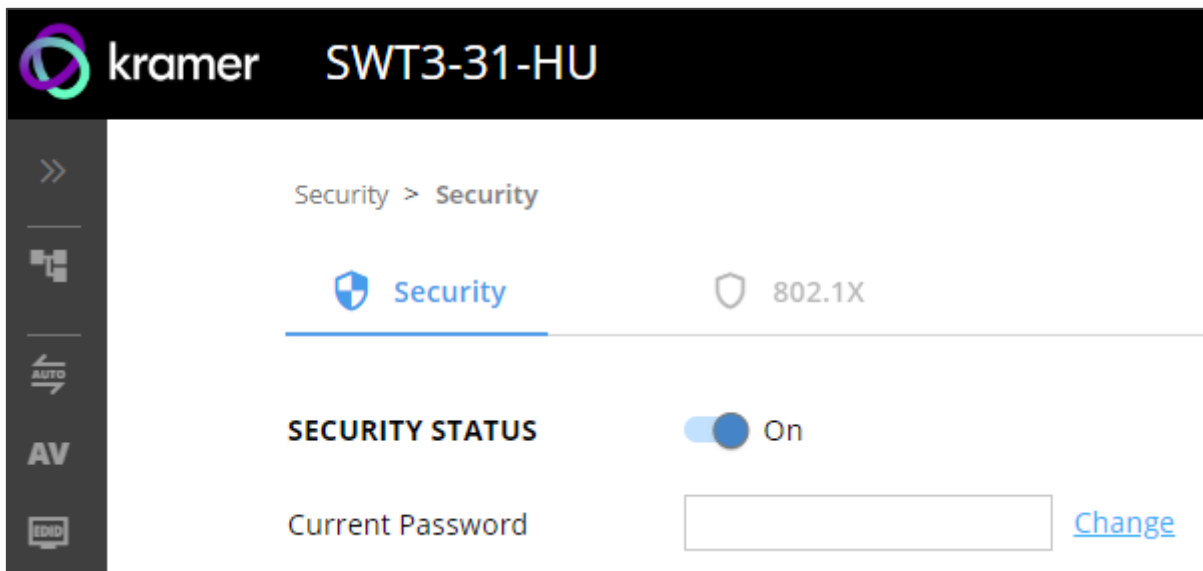 kramer SWT3-31-HU
Security > Security
Security 802.1X
AUTO
SECURITY STATUS On
AV
EDID
Current Password Change